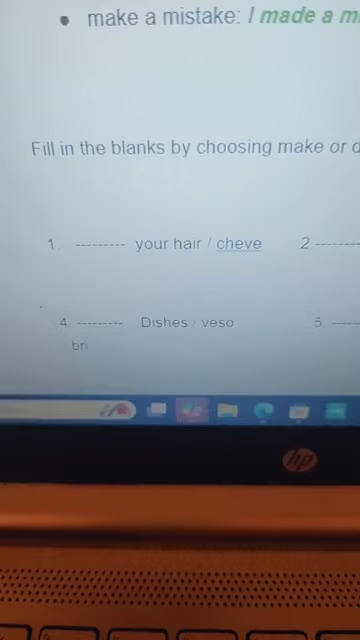 • make a mistake: I made a
Fill in the blanks by choosing make or
1. --------- your hair / cheve 2 --------
4 --------- Dishes / veso 5 -----
bri
hp